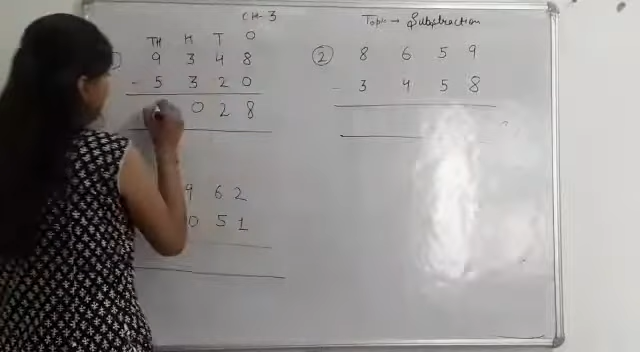 CH-3
Topic → Subtraction
TH H T O
9 3 4 8
- 5 3 2 0
0 2 8
② 8 6 5 9
- 3 4 5 8
9 6 2
0 5 1